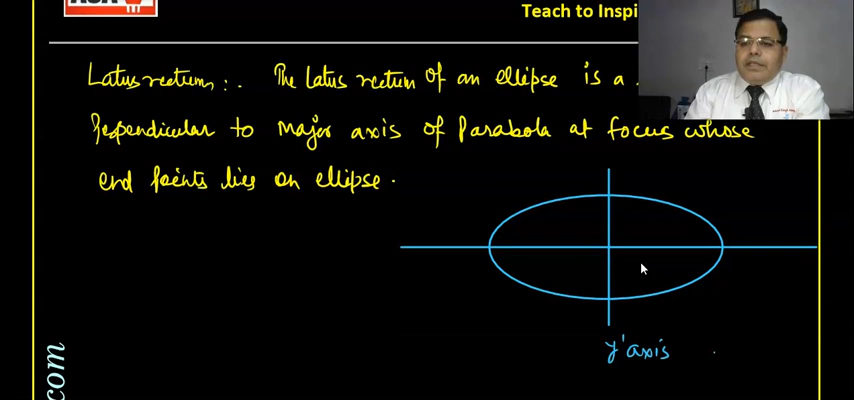 Teach to Inspi
Latus rectum:. The latus rectum of an ellipse is a
Perpendicular to major axis of Parabola at focus whose
end points lies on ellipse.
y' axis
com